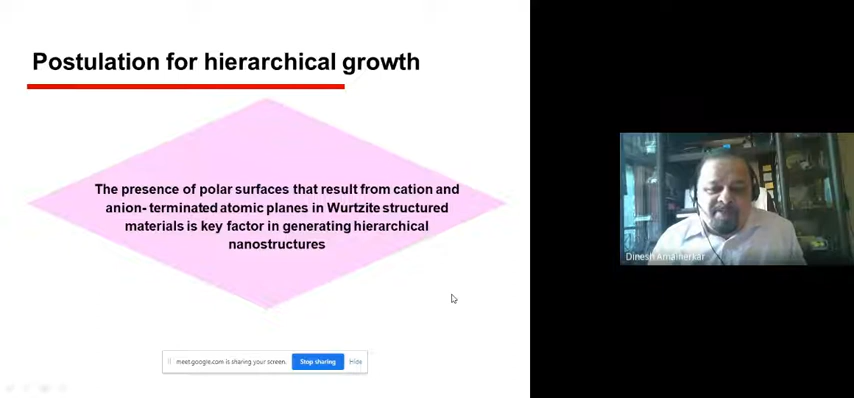 Postulation for hierarchical growth
The presence of polar surfaces that result from cation and
anion- terminated atomic planes in Wurtzite structured
materials is key factor in generating hierarchical
nanostructures
Dinesh Amalnerkar
meet.google.com is sharing your screen.
Stop sharing
Hide